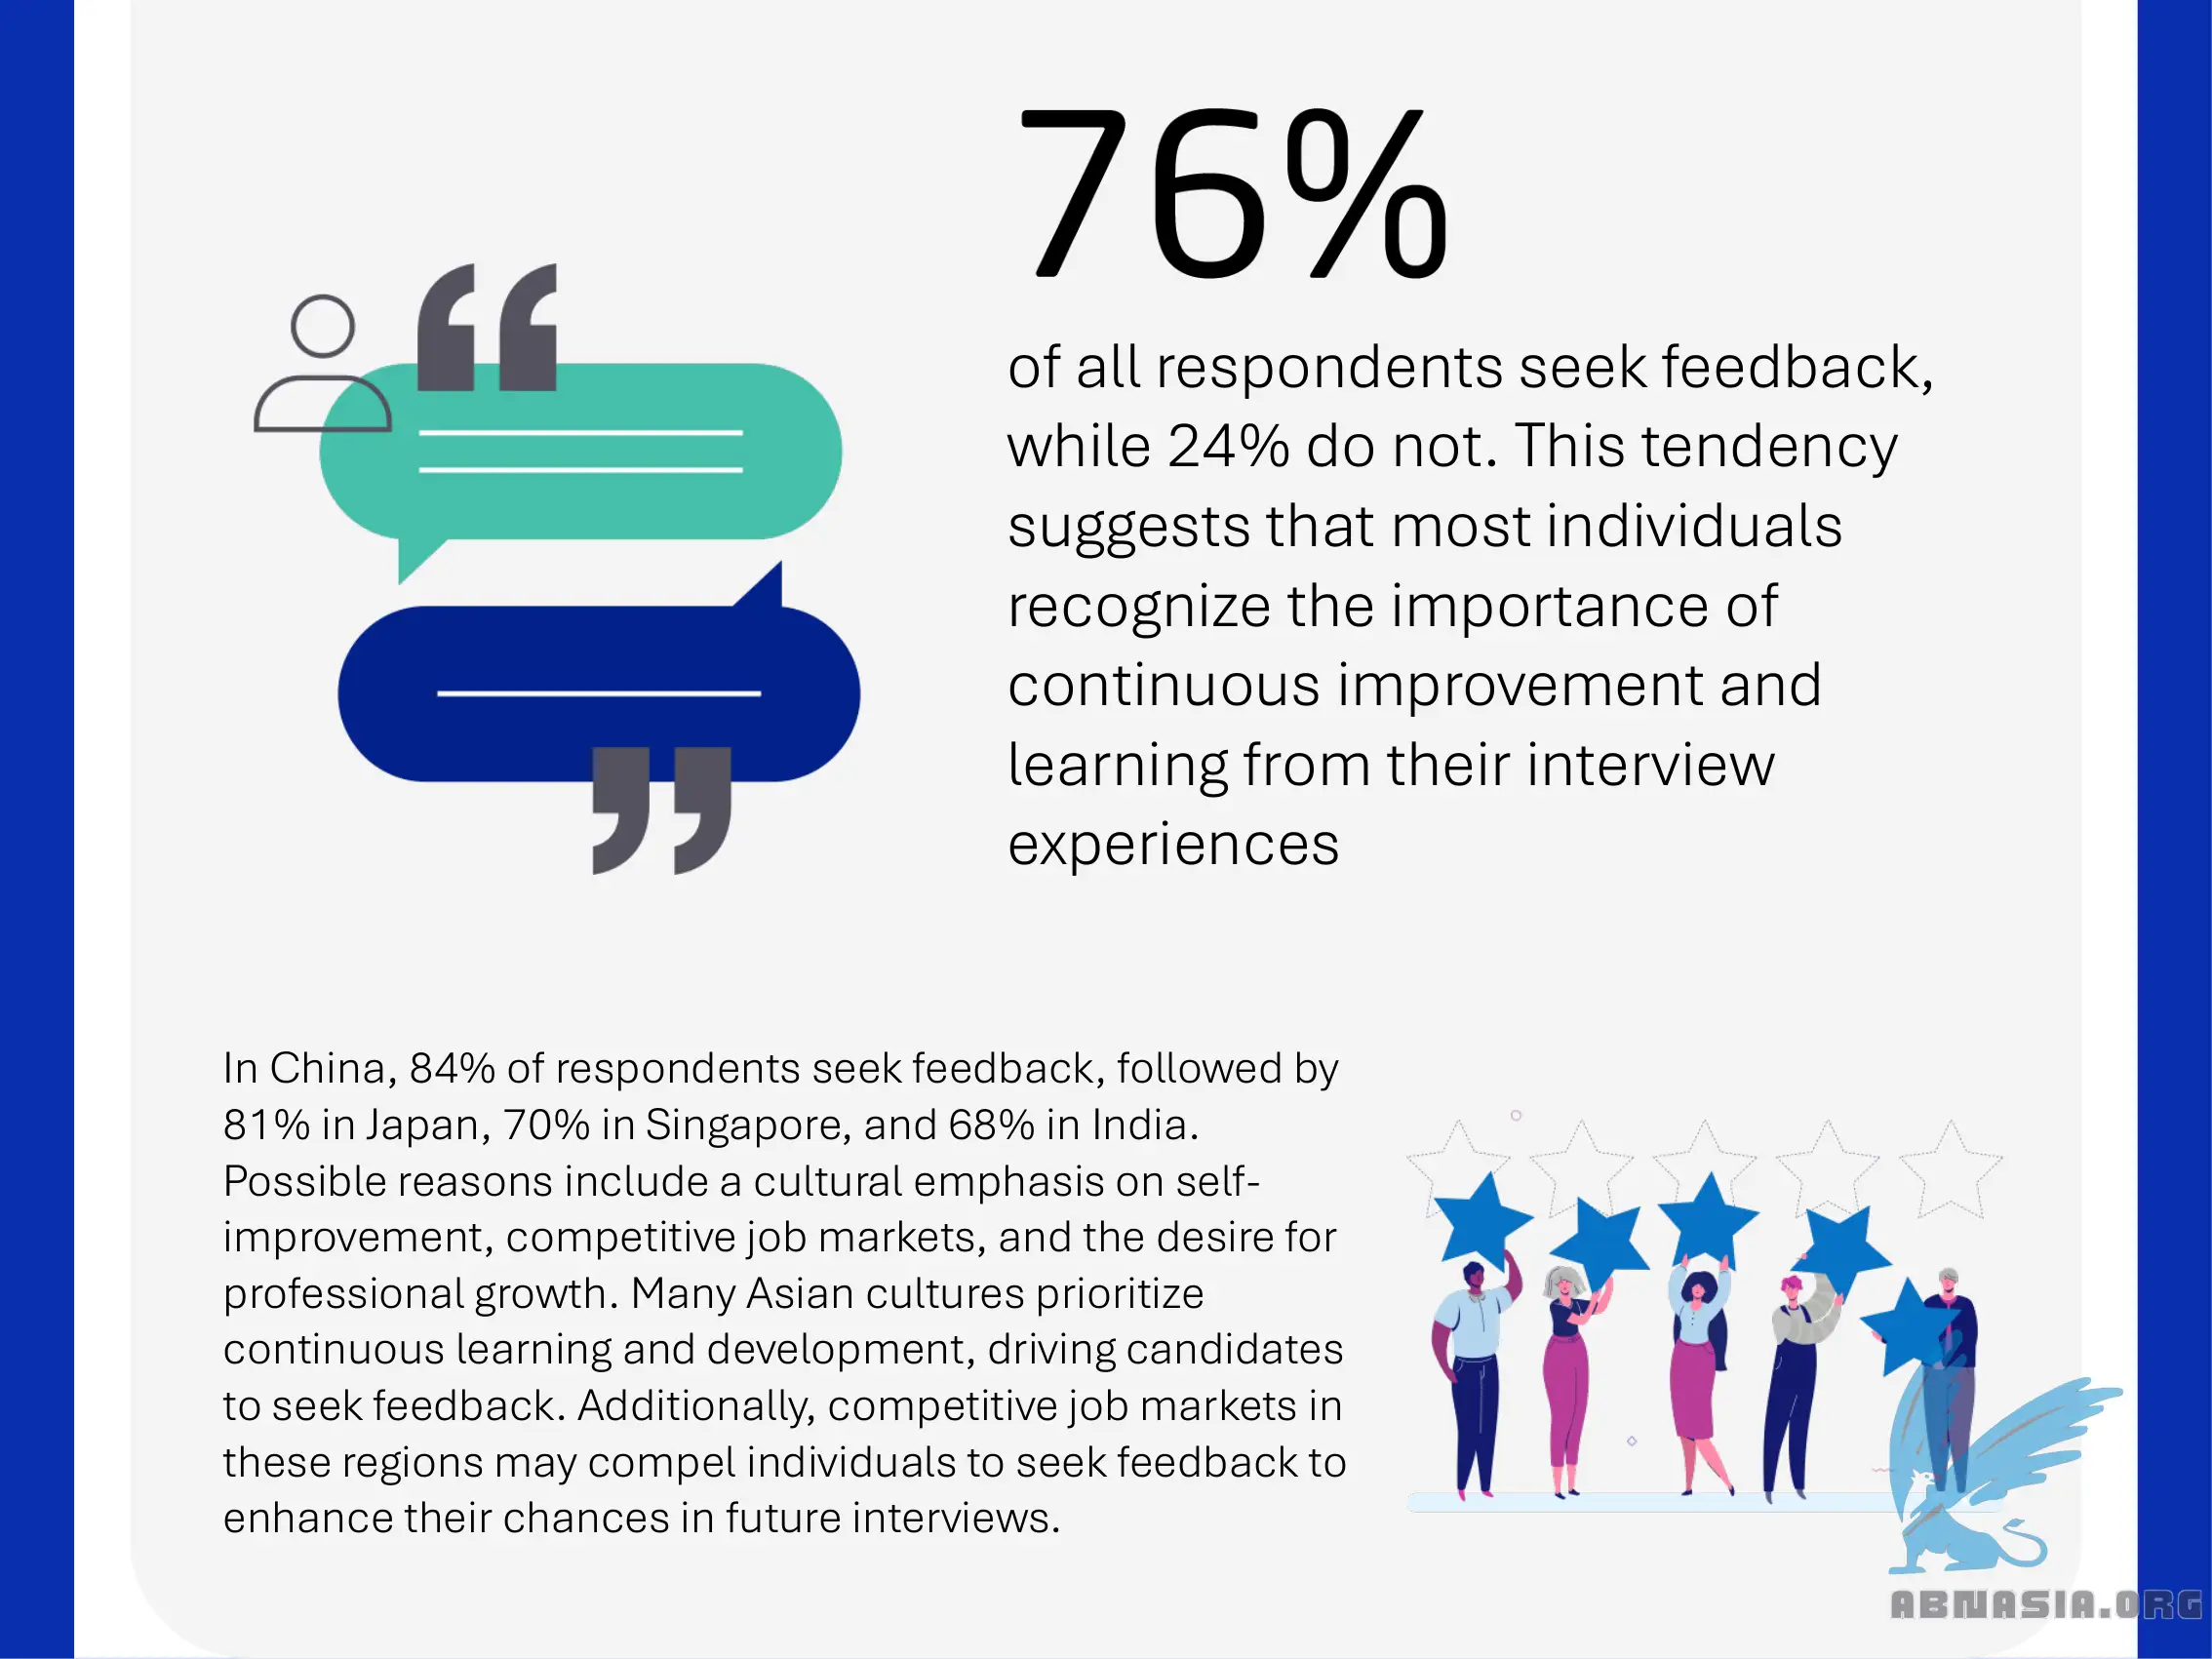 76%
of all respondents seek feedback,
while 24% do not. This tendency
suggests that most individuals
recognize the importance of
continuous improvement and
learning from their interview
experiences
In China, 84% of respondents seek feedback, followed by
81% in Japan, 70% in Singapore, and 68% in India.
Possible reasons include a cultural emphasis on self-
improvement, competitive job markets, and the desire for
professional growth. Many Asian cultures prioritize
continuous learning and development, driving candidates
to seek feedback. Additionally, competitive job markets in
these regions may compel individuals to seek feedback to
enhance their chances in future interviews.
ABNASIA.ORG